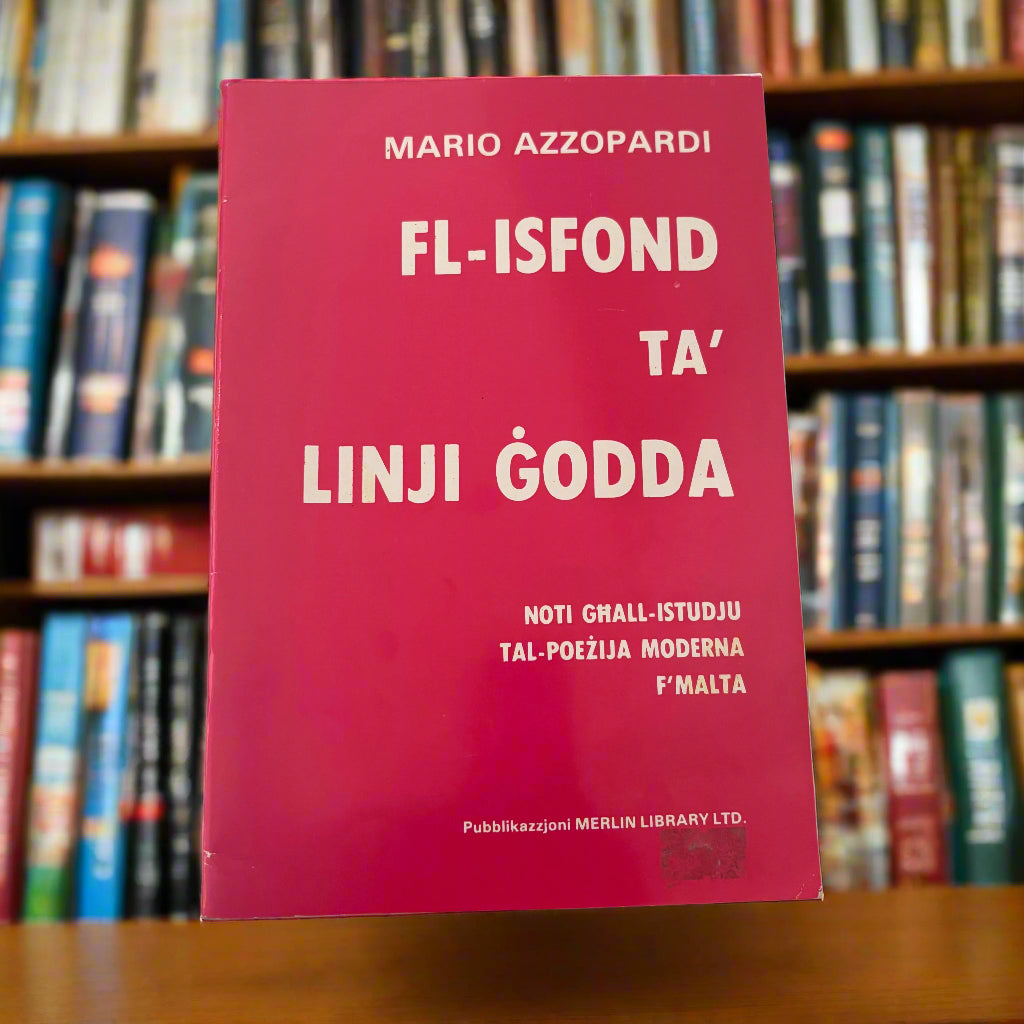 MARIO AZZOPARDI
FL-ISFOND
TA'
LINJI ĠODDA
NOTI GĦALL-ISTUDJU
TAL-POEŻIJA MODERNA
F'MALTA
Pubblikazzjoni MERLIN LIBRARY LTD.